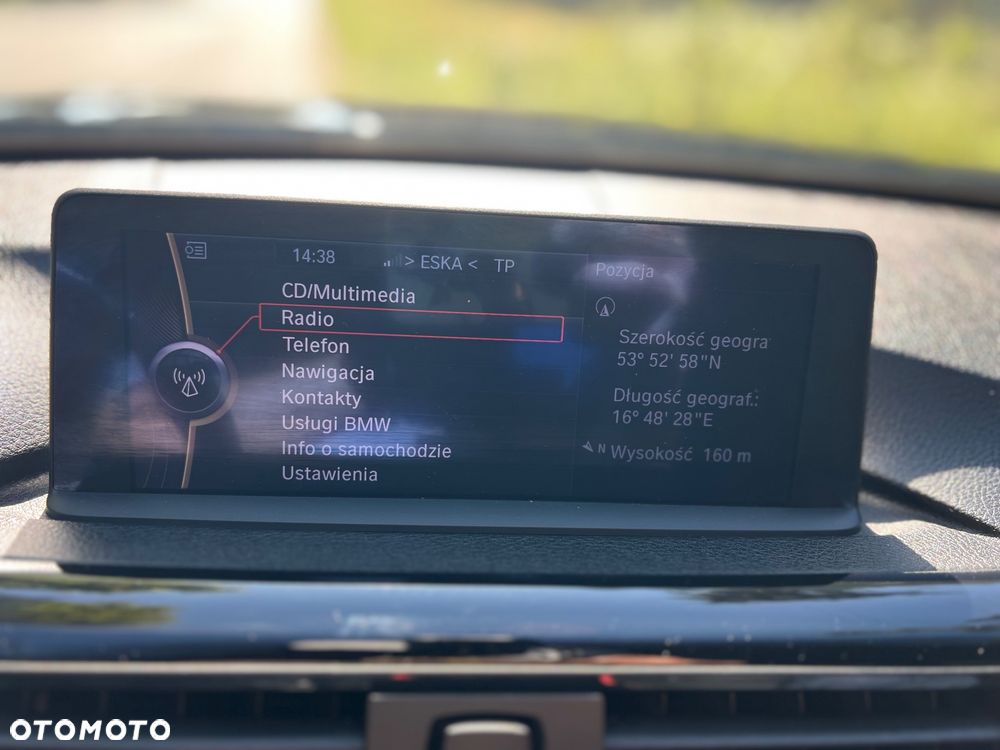 14:38
> ESKA < TP
CD/Multimedia
Radio
Telefon
Nawigacja
Kontakty
Usługi BMW
Info o samochodzie
Ustawienia
Pozycja
Szerokość geogra
53° 52' 58"N
Długość geograf.:
16° 48' 28"E
N Wysokość 160 m
OTOMOTO